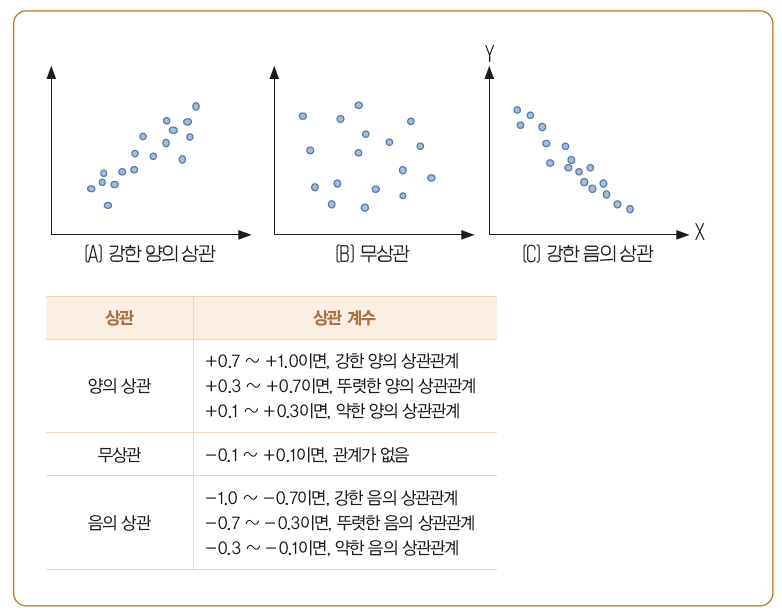 Y
X
(A) 강한 양의 상관
(B) 무상관
(C) 강한 음의 상관
상관
상관 계수
양의 상관
+0.7 ~ +1.0이면, 강한 양의 상관관계
+0.3 ~ +0.7이면, 뚜렷한 양의 상관관계
+0.1 ~ +0.3이면, 약한 양의 상관관계
무상관
-0.1 ~ +0.1이면, 관계가 없음
음의 상관
-1.0 ~ -0.7이면, 강한 음의 상관관계
-0.7 ~ -0.3이면, 뚜렷한 음의 상관관계
-0.3 ~ -0.1이면, 약한 음의 상관관계